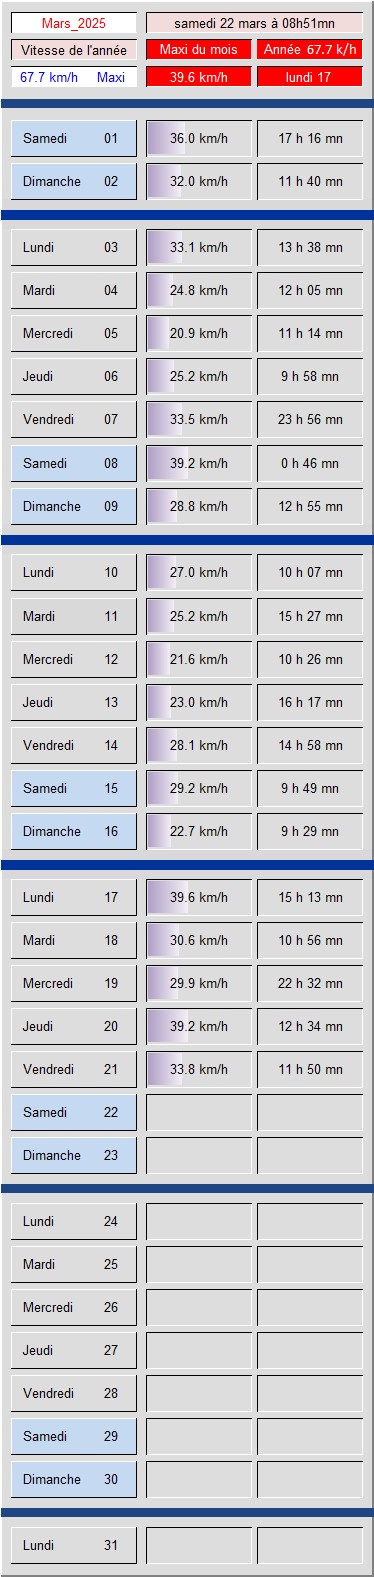 Mars_2025 samedi 22 mars à 08h51mn
Vitesse de l'année Maxi du mois Année 67.7 k/h
67.7 km/h Maxi 39.6 km/h lundi 17
Samedi 01 36.0 km/h 17 h 16 mn
Dimanche 02 32.0 km/h 11 h 40 mn
Lundi 03 33.1 km/h 13 h 38 mn
Mardi 04 24.8 km/h 12 h 05 mn
Mercredi 05 20.9 km/h 11 h 14 mn
Jeudi 06 25.2 km/h 9 h 58 mn
Vendredi 07 33.5 km/h 23 h 56 mn
Samedi 08 39.2 km/h 0 h 46 mn
Dimanche 09 28.8 km/h 12 h 55 mn
Lundi 10 27.0 km/h 10 h 07 mn
Mardi 11 25.2 km/h 15 h 27 mn
Mercredi 12 21.6 km/h 10 h 26 mn
Jeudi 13 23.0 km/h 16 h 17 mn
Vendredi 14 28.1 km/h 14 h 58 mn
Samedi 15 29.2 km/h 9 h 49 mn
Dimanche 16 22.7 km/h 9 h 29 mn
Lundi 17 39.6 km/h 15 h 13 mn
Mardi 18 30.6 km/h 10 h 56 mn
Mercredi 19 29.9 km/h 22 h 32 mn
Jeudi 20 39.2 km/h 12 h 34 mn
Vendredi 21 33.8 km/h 11 h 50 mn
Samedi 22
Dimanche 23
Lundi 24
Mardi 25
Mercredi 26
Jeudi 27
Vendredi 28
Samedi 29
Dimanche 30
Lundi 31